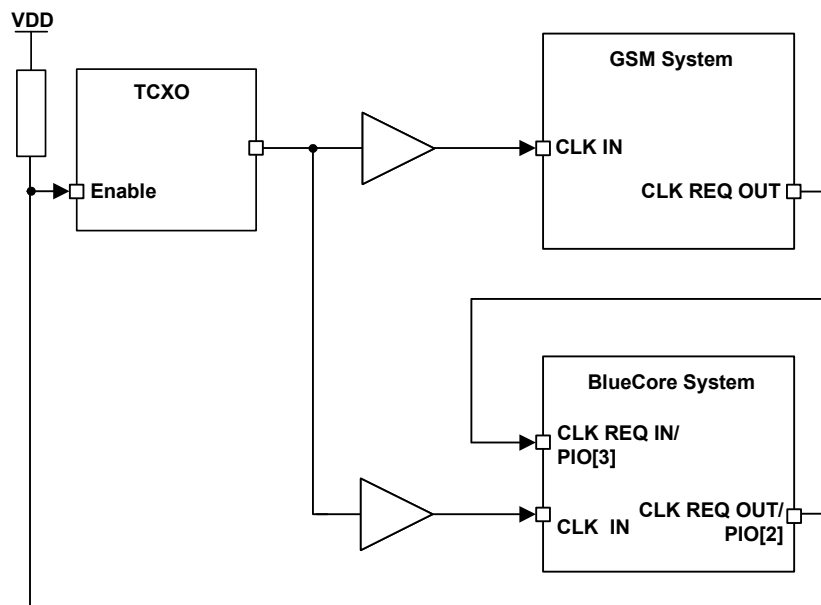 VDD
TCXO
Enable
GSM System
CLK IN
CLK REQ OUT
BlueCore System
CLK REQ IN/
PIO[3]
CLK IN
CLK REQ OUT/
PIO[2]